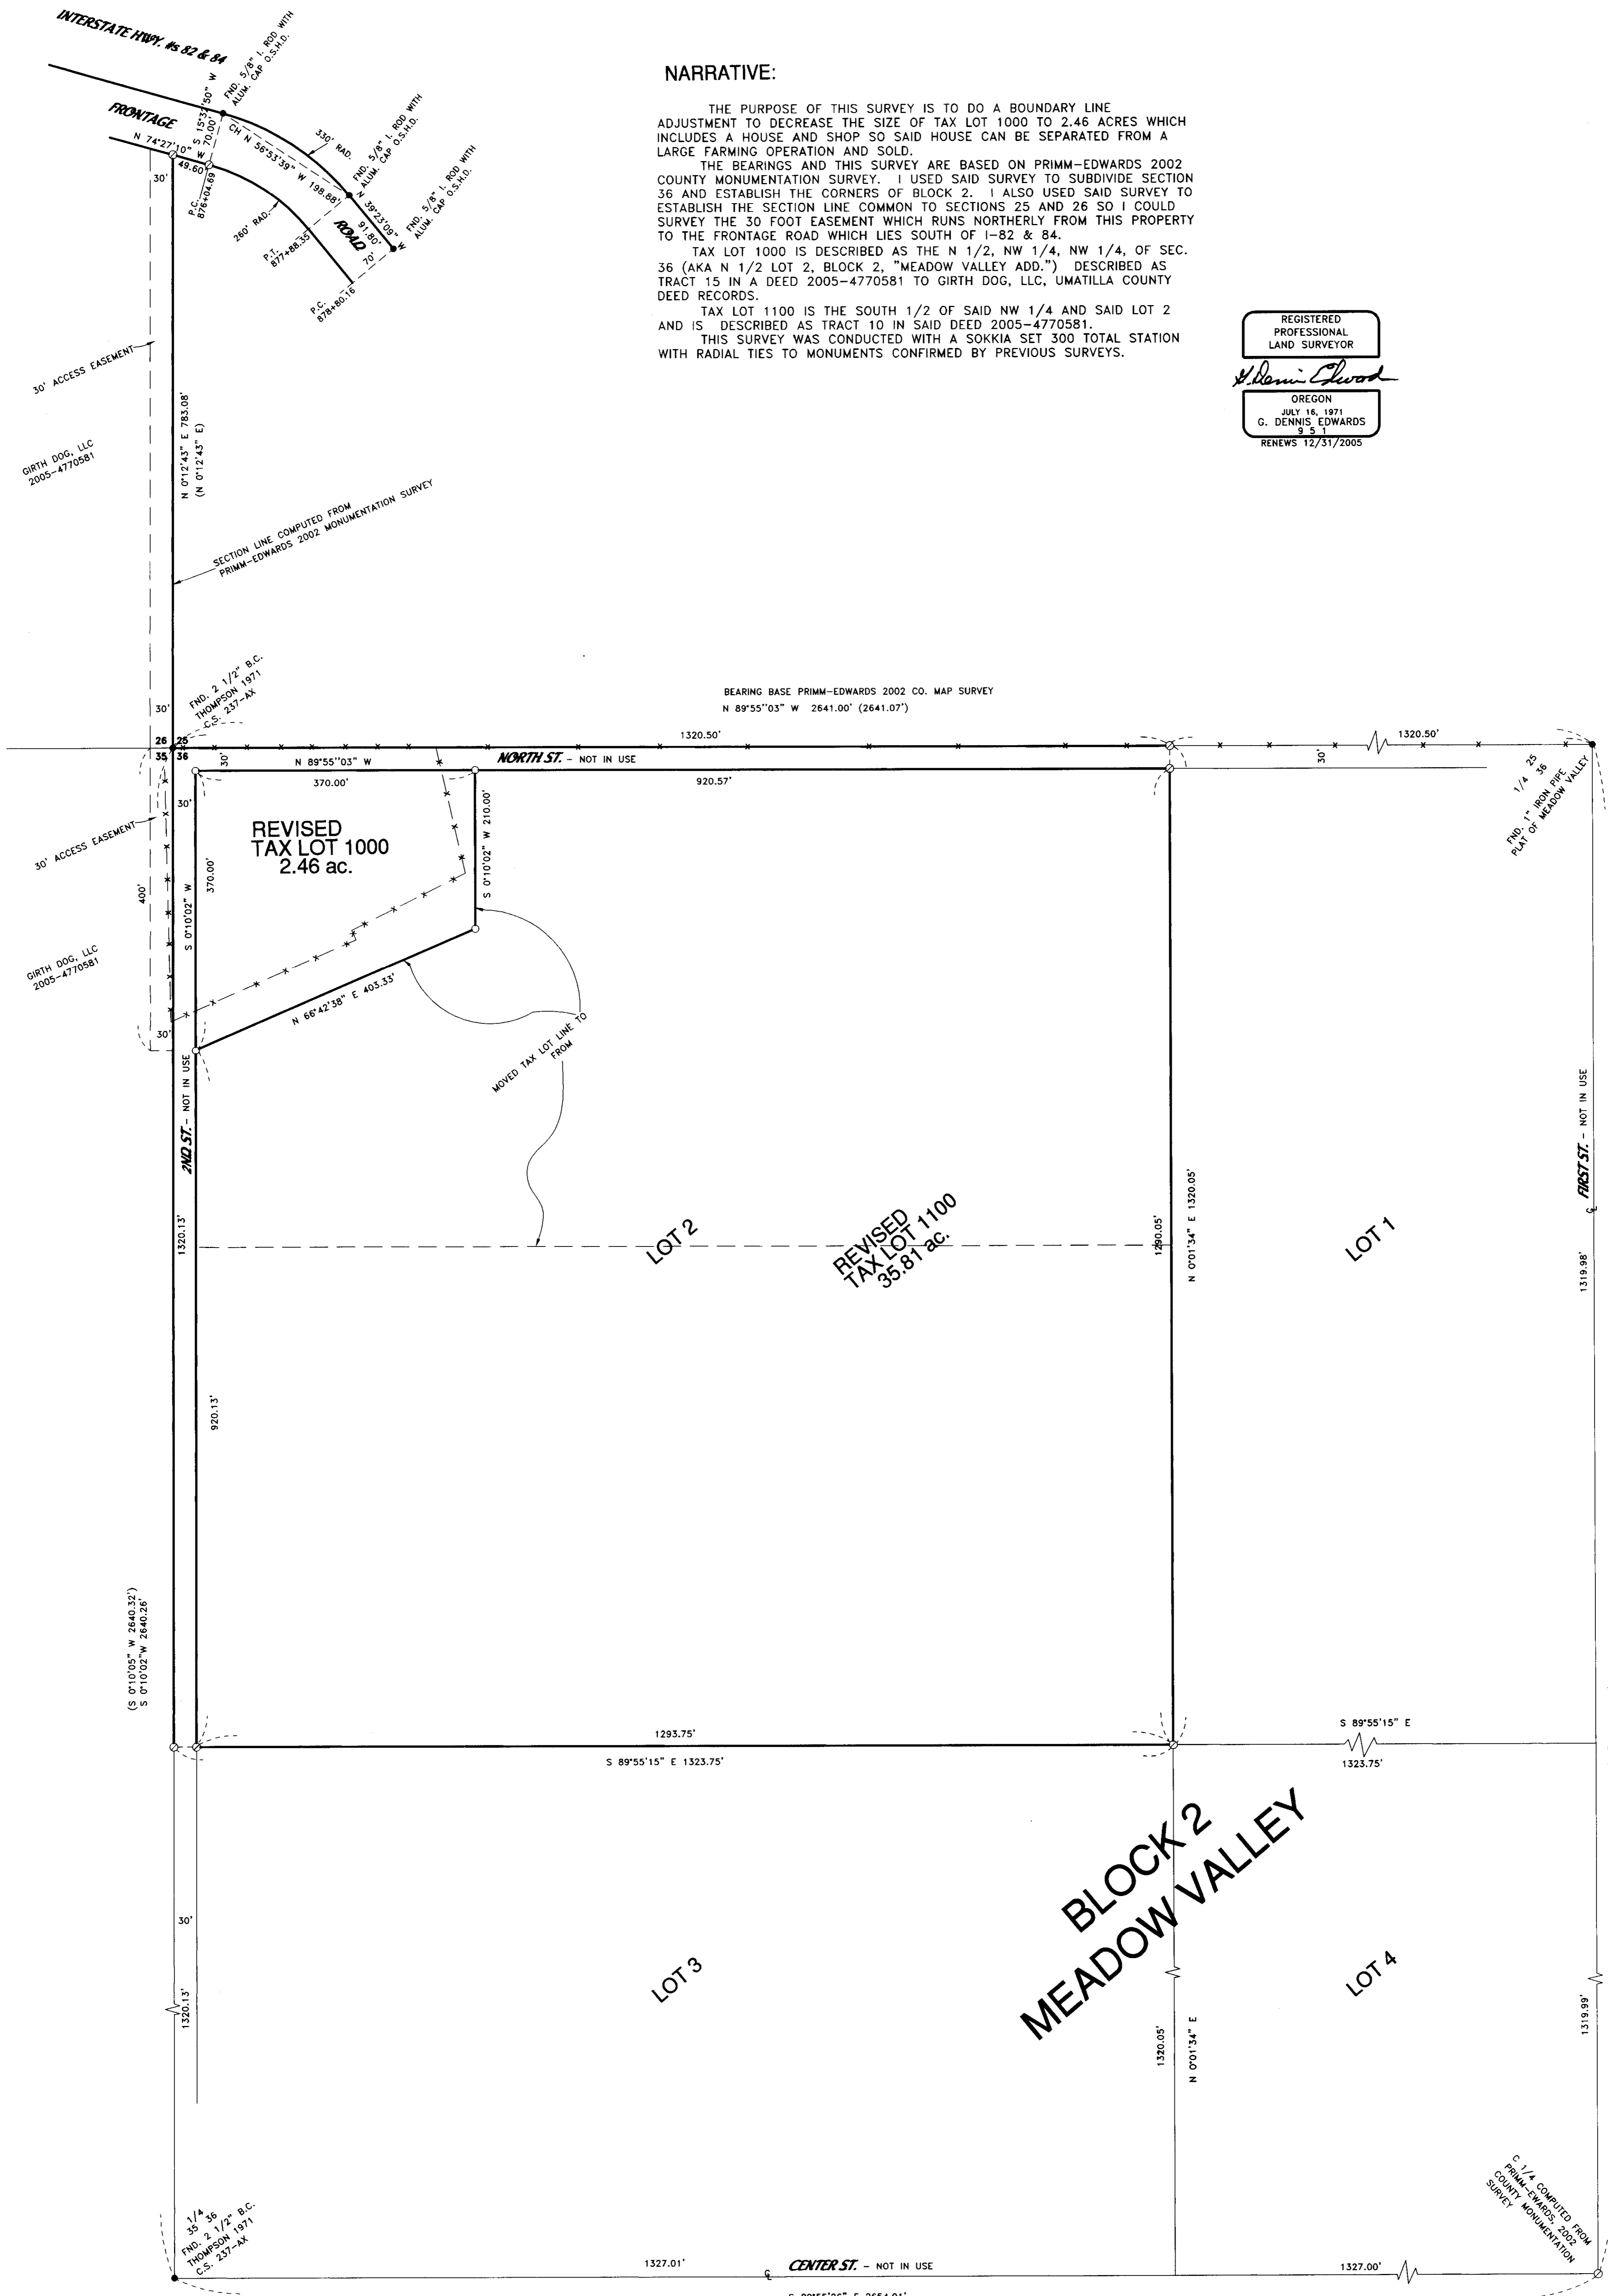 INTERSTATE HWY. #s 82 & 84
FRONTAGE
N 74°27'10" W
49.60'
S 15°32'50" W
70.00'
FND. 5/8" I. ROD WITH
ALUM. CAP O.S.H.D.
CH N 56°53'39" W 198.68'
330' RAD.
FND. 5/8" I. ROD WITH
ALUM. CAP O.S.H.D.
N 39°23'09" W
91.80'
FND. 5/8" I. ROD WITH
ALUM. CAP O.S.H.D.
ROAD
70'
30'
P.C.
876+04.69
260' RAD.
P.T.
877+88.35
P.C.
878+80.16
NARRATIVE:
THE PURPOSE OF THIS SURVEY IS TO DO A BOUNDARY LINE
ADJUSTMENT TO DECREASE THE SIZE OF TAX LOT 1000 TO 2.46 ACRES WHICH
INCLUDES A HOUSE AND SHOP SO SAID HOUSE CAN BE SEPARATED FROM A
LARGE FARMING OPERATION AND SOLD.
THE BEARINGS AND THIS SURVEY ARE BASED ON PRIMM-EDWARDS 2002
COUNTY MONUMENTATION SURVEY. I USED SAID SURVEY TO SUBDIVIDE SECTION
36 AND ESTABLISH THE CORNERS OF BLOCK 2. I ALSO USED SAID SURVEY TO
ESTABLISH THE SECTION LINE COMMON TO SECTIONS 25 AND 26 SO I COULD
SURVEY THE 30 FOOT EASEMENT WHICH RUNS NORTHERLY FROM THIS PROPERTY
TO THE FRONTAGE ROAD WHICH LIES SOUTH OF I-82 & 84.
TAX LOT 1000 IS DESCRIBED AS THE N 1/2, NW 1/4, NW 1/4, OF SEC.
36 (AKA N 1/2 LOT 2, BLOCK 2, "MEADOW VALLEY ADD.") DESCRIBED AS
TRACT 15 IN A DEED 2005-4770581 TO GIRTH DOG, LLC, UMATILLA COUNTY
DEED RECORDS.
TAX LOT 1100 IS THE SOUTH 1/2 OF SAID NW 1/4 AND SAID LOT 2
AND IS DESCRIBED AS TRACT 10 IN SAID DEED 2005-4770581.
THIS SURVEY WAS CONDUCTED WITH A SOKKIA SET 300 TOTAL STATION
WITH RADIAL TIES TO MONUMENTS CONFIRMED BY PREVIOUS SURVEYS.
REGISTERED
PROFESSIONAL
LAND SURVEYOR
G. Dennis Edwards
OREGON
JULY 16, 1971
G. DENNIS EDWARDS
9 5 1
RENEWS 12/31/2005
30' ACCESS EASEMENT
N 0°12'43" E 783.08'
(N 0°12'43" E)
GIRTH DOG, LLC
2005-4770581
SECTION LINE COMPUTED FROM
PRIMM-EDWARDS 2002 MONUMENTATION SURVEY
FND. 2 1/2" B.C.
THOMPSON 1971
C.S. 237-AX
30'
BEARING BASE PRIMM-EDWARDS 2002 CO. MAP SURVEY
N 89°55''03" W 2641.00' (2641.07')
1320.50'
1320.50'
26 25
35 36
30'
N 89°55''03" W
NORTH ST. - NOT IN USE
370.00'
920.57'
30'
1/4 25
36
FND. 1" IRON PIPE
PLAT OF MEADOW VALLEY
30'
30' ACCESS EASEMENT
REVISED
TAX LOT 1000
2.46 ac.
S 0°10'02" W 210.00'
400'
S 0°10'02" W
370.00'
GIRTH DOG, LLC
2005-4770581
N 66°42'38" E 403.33'
30'
MOVED TAX LOT LINE TO
FROM
2ND ST. - NOT IN USE
FIRST ST. - NOT IN USE
℄
1320.13'
LOT 2
REVISED
TAX LOT 1100
35.81 ac.
1290.05'
N 0°01'34" E 1320.05'
LOT 1
1319.98'
920.13'
(S 0°10'05" W 2640.32')
S 0°10'02"W 2640.26'
1293.75'
S 89°55'15" E 1323.75'
S 89°55'15" E
1323.75'
BLOCK 2
MEADOW VALLEY
30'
LOT 3
LOT 4
1320.13'
1320.05'
N 0°01'34" E
1319.99'
1/4
35 36
FND. 2 1/2" B.C.
THOMPSON 1971
C.S. 237-AX
C 1/4 COMPUTED FROM
PRIMM-EWARDS, 2002
COUNTY MONUMENTATION
SURVEY
1327.01'
℄
CENTER ST. - NOT IN USE
1327.00'